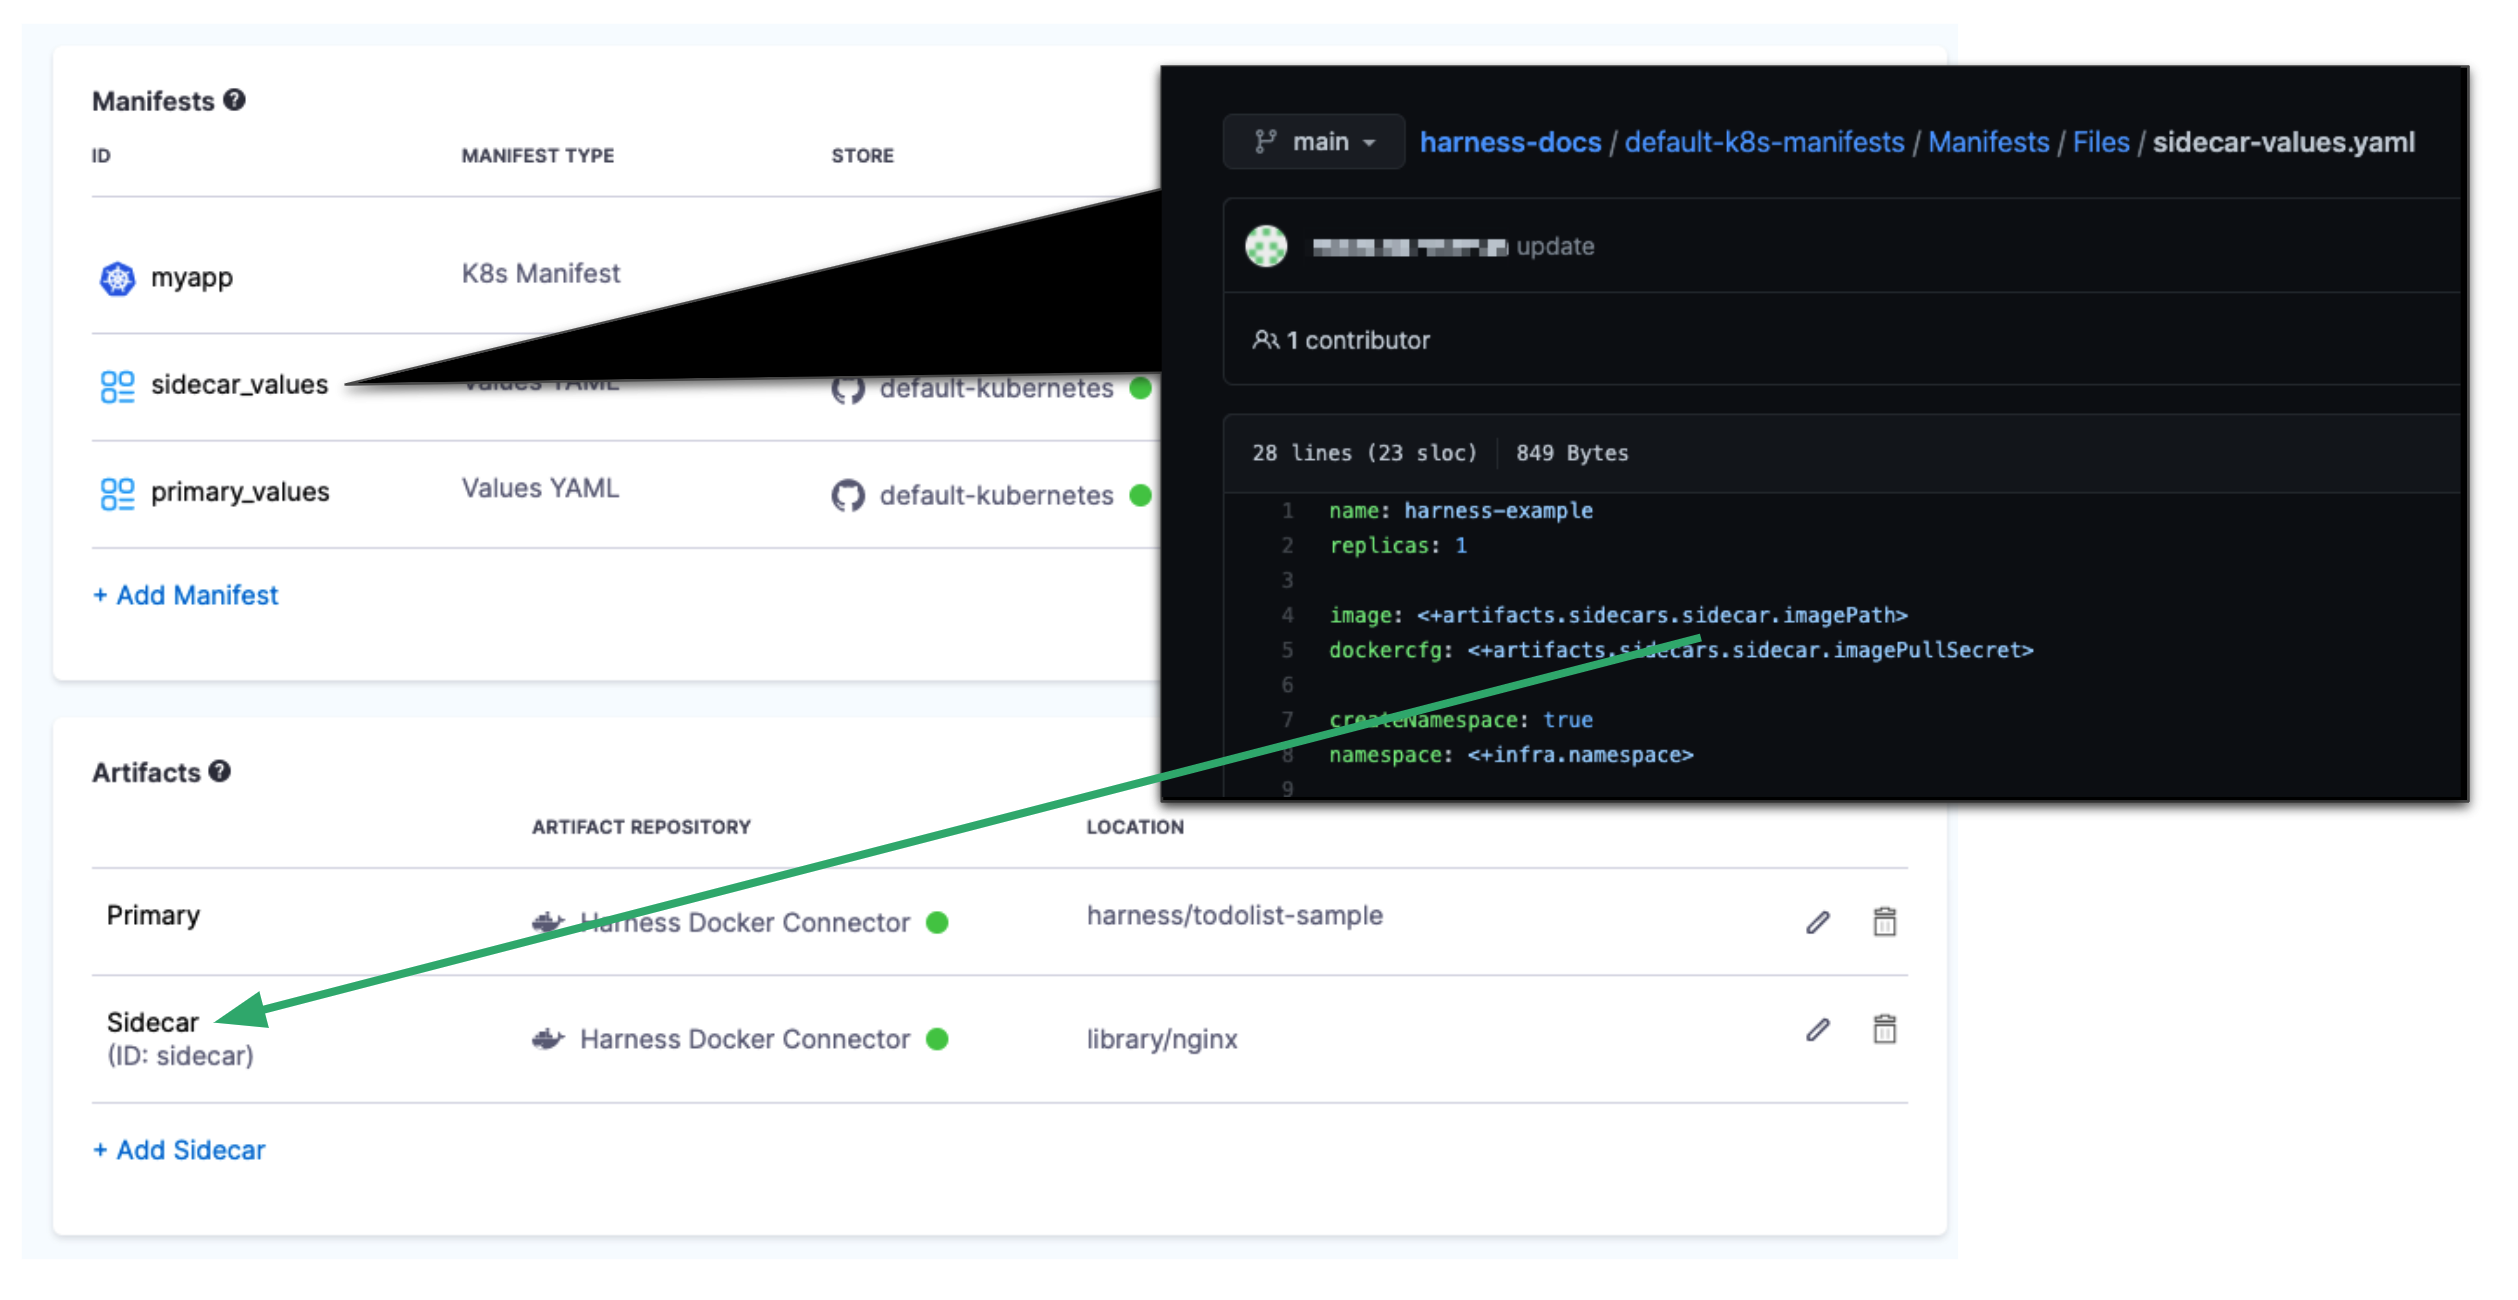 Manifests ?
ID MANIFEST TYPE STORE
myapp K8s Manifest
sidecar_values Values YAML default-kubernetes
primary_values Values YAML default-kubernetes
+ Add Manifest
main harness-docs / default-k8s-manifests / Manifests / Files / sidecar-values.yaml
update
1 contributor
28 lines (23 sloc) 849 Bytes
1 name: harness-example
2 replicas: 1
3
4 image: <+artifacts.sidecars.sidecar.imagePath>
5 dockercfg: <+artifacts.sidecars.sidecar.imagePullSecret>
6
7 createNamespace: true
8 namespace: <+infra.namespace>
9
Artifacts ?
ARTIFACT REPOSITORY LOCATION
Primary Harness Docker Connector harness/todolist-sample
Sidecar
(ID: sidecar) Harness Docker Connector library/nginx
+ Add Sidecar